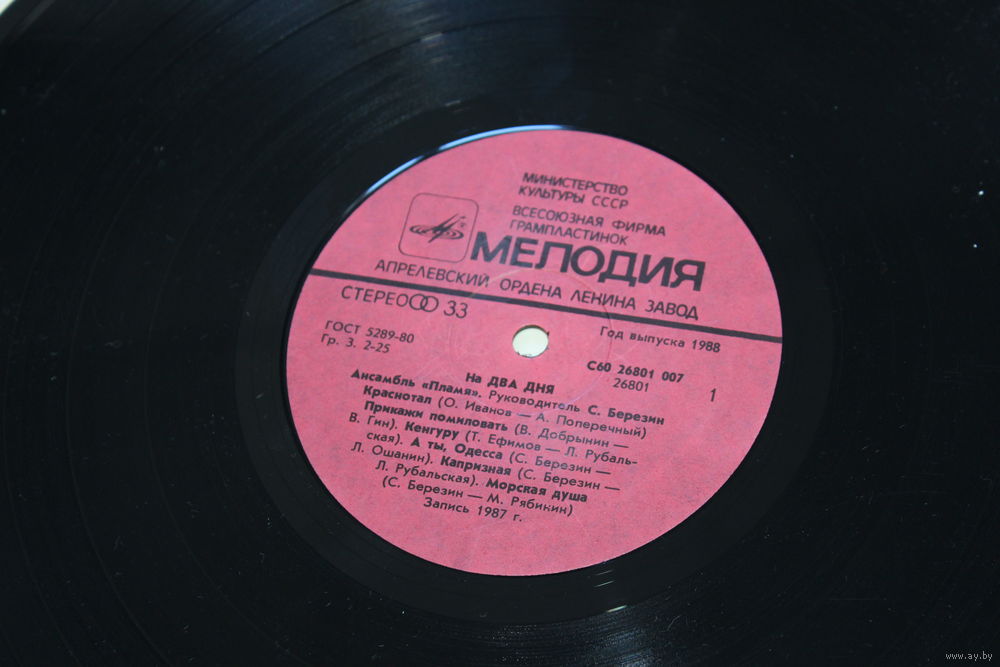 МИНИСТЕРСТВО
КУЛЬТУРЫ СССР
ВСЕСОЮЗНАЯ ФИРМА
ГРАМПЛАСТИНОК
МЕЛОДИЯ
АПРЕЛЕВСКИЙ ОРДЕНА ЛЕНИНА ЗАВОД
СТЕРЕО 33
ГОСТ 5289-80
Гр. 3. 2-25
Год выпуска 1988
С60 26801 007
26801
1
На ДВА ДНЯ
Ансамбль «Пламя». Руководитель С. Березин
Краснотал (О. Иванов — А. Поперечный)
Прикажи помиловать (В. Добрынин —
В. Гин). Кенгуру (Т. Ефимов — Л. Рубаль-
ская). А ты, Одесса (С. Березин —
Л. Ошанин). Капризная (С. Березин —
Л. Рубальская). Морская душа
(С. Березин — М. Рябикин)
Запись 1987 г.
www.ay.by